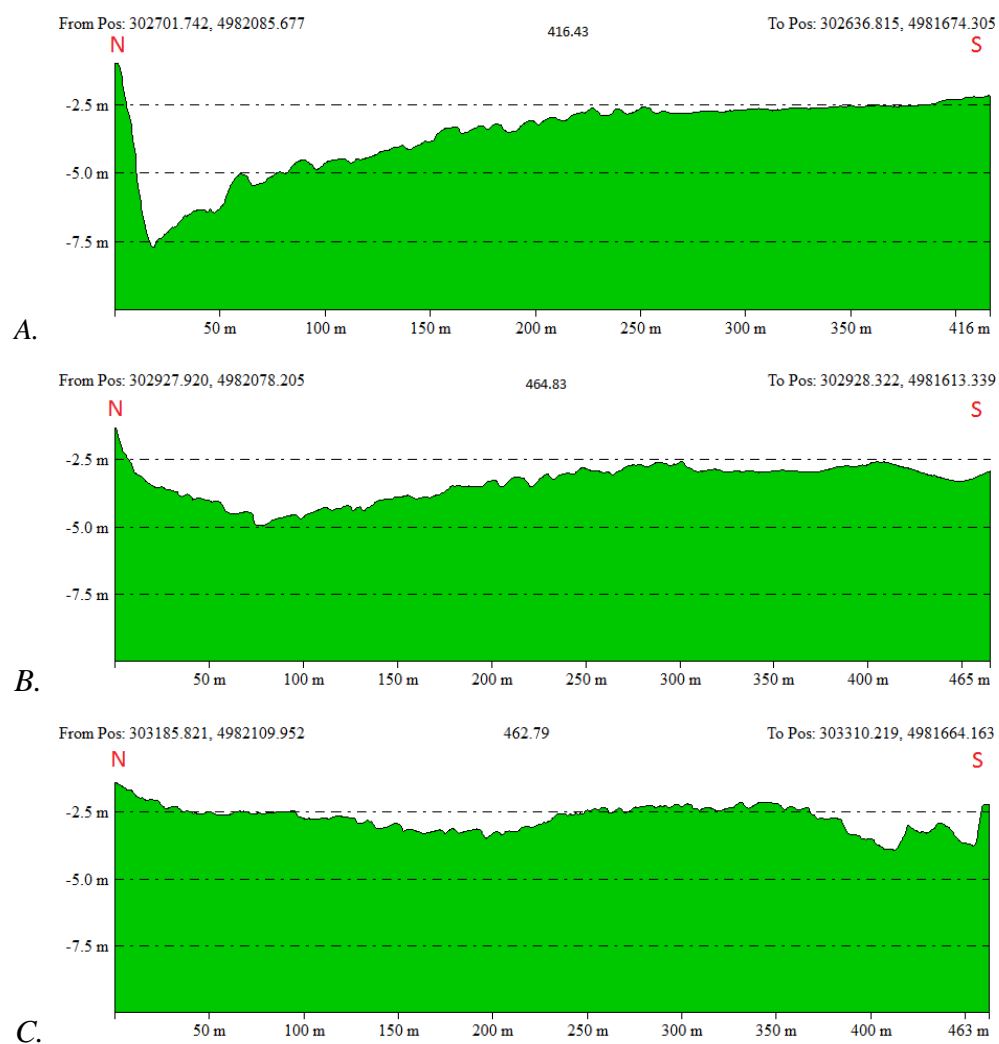 From Pos: 302701.742, 4982085.677 416.43 To Pos: 302636.815, 4981674.305
N S
-2.5 m
-5.0 m
-7.5 m
A.
50 m 100 m 150 m 200 m 250 m 300 m 350 m 416 m
From Pos: 302927.920, 4982078.205 464.83 To Pos: 302928.322, 4981613.339
N S
-2.5 m
-5.0 m
-7.5 m
B.
50 m 100 m 150 m 200 m 250 m 300 m 350 m 400 m 465 m
From Pos: 303185.821, 4982109.952 462.79 To Pos: 303310.219, 4981664.163
N S
-2.5 m
-5.0 m
-7.5 m
C.
50 m 100 m 150 m 200 m 250 m 300 m 350 m 400 m 463 m